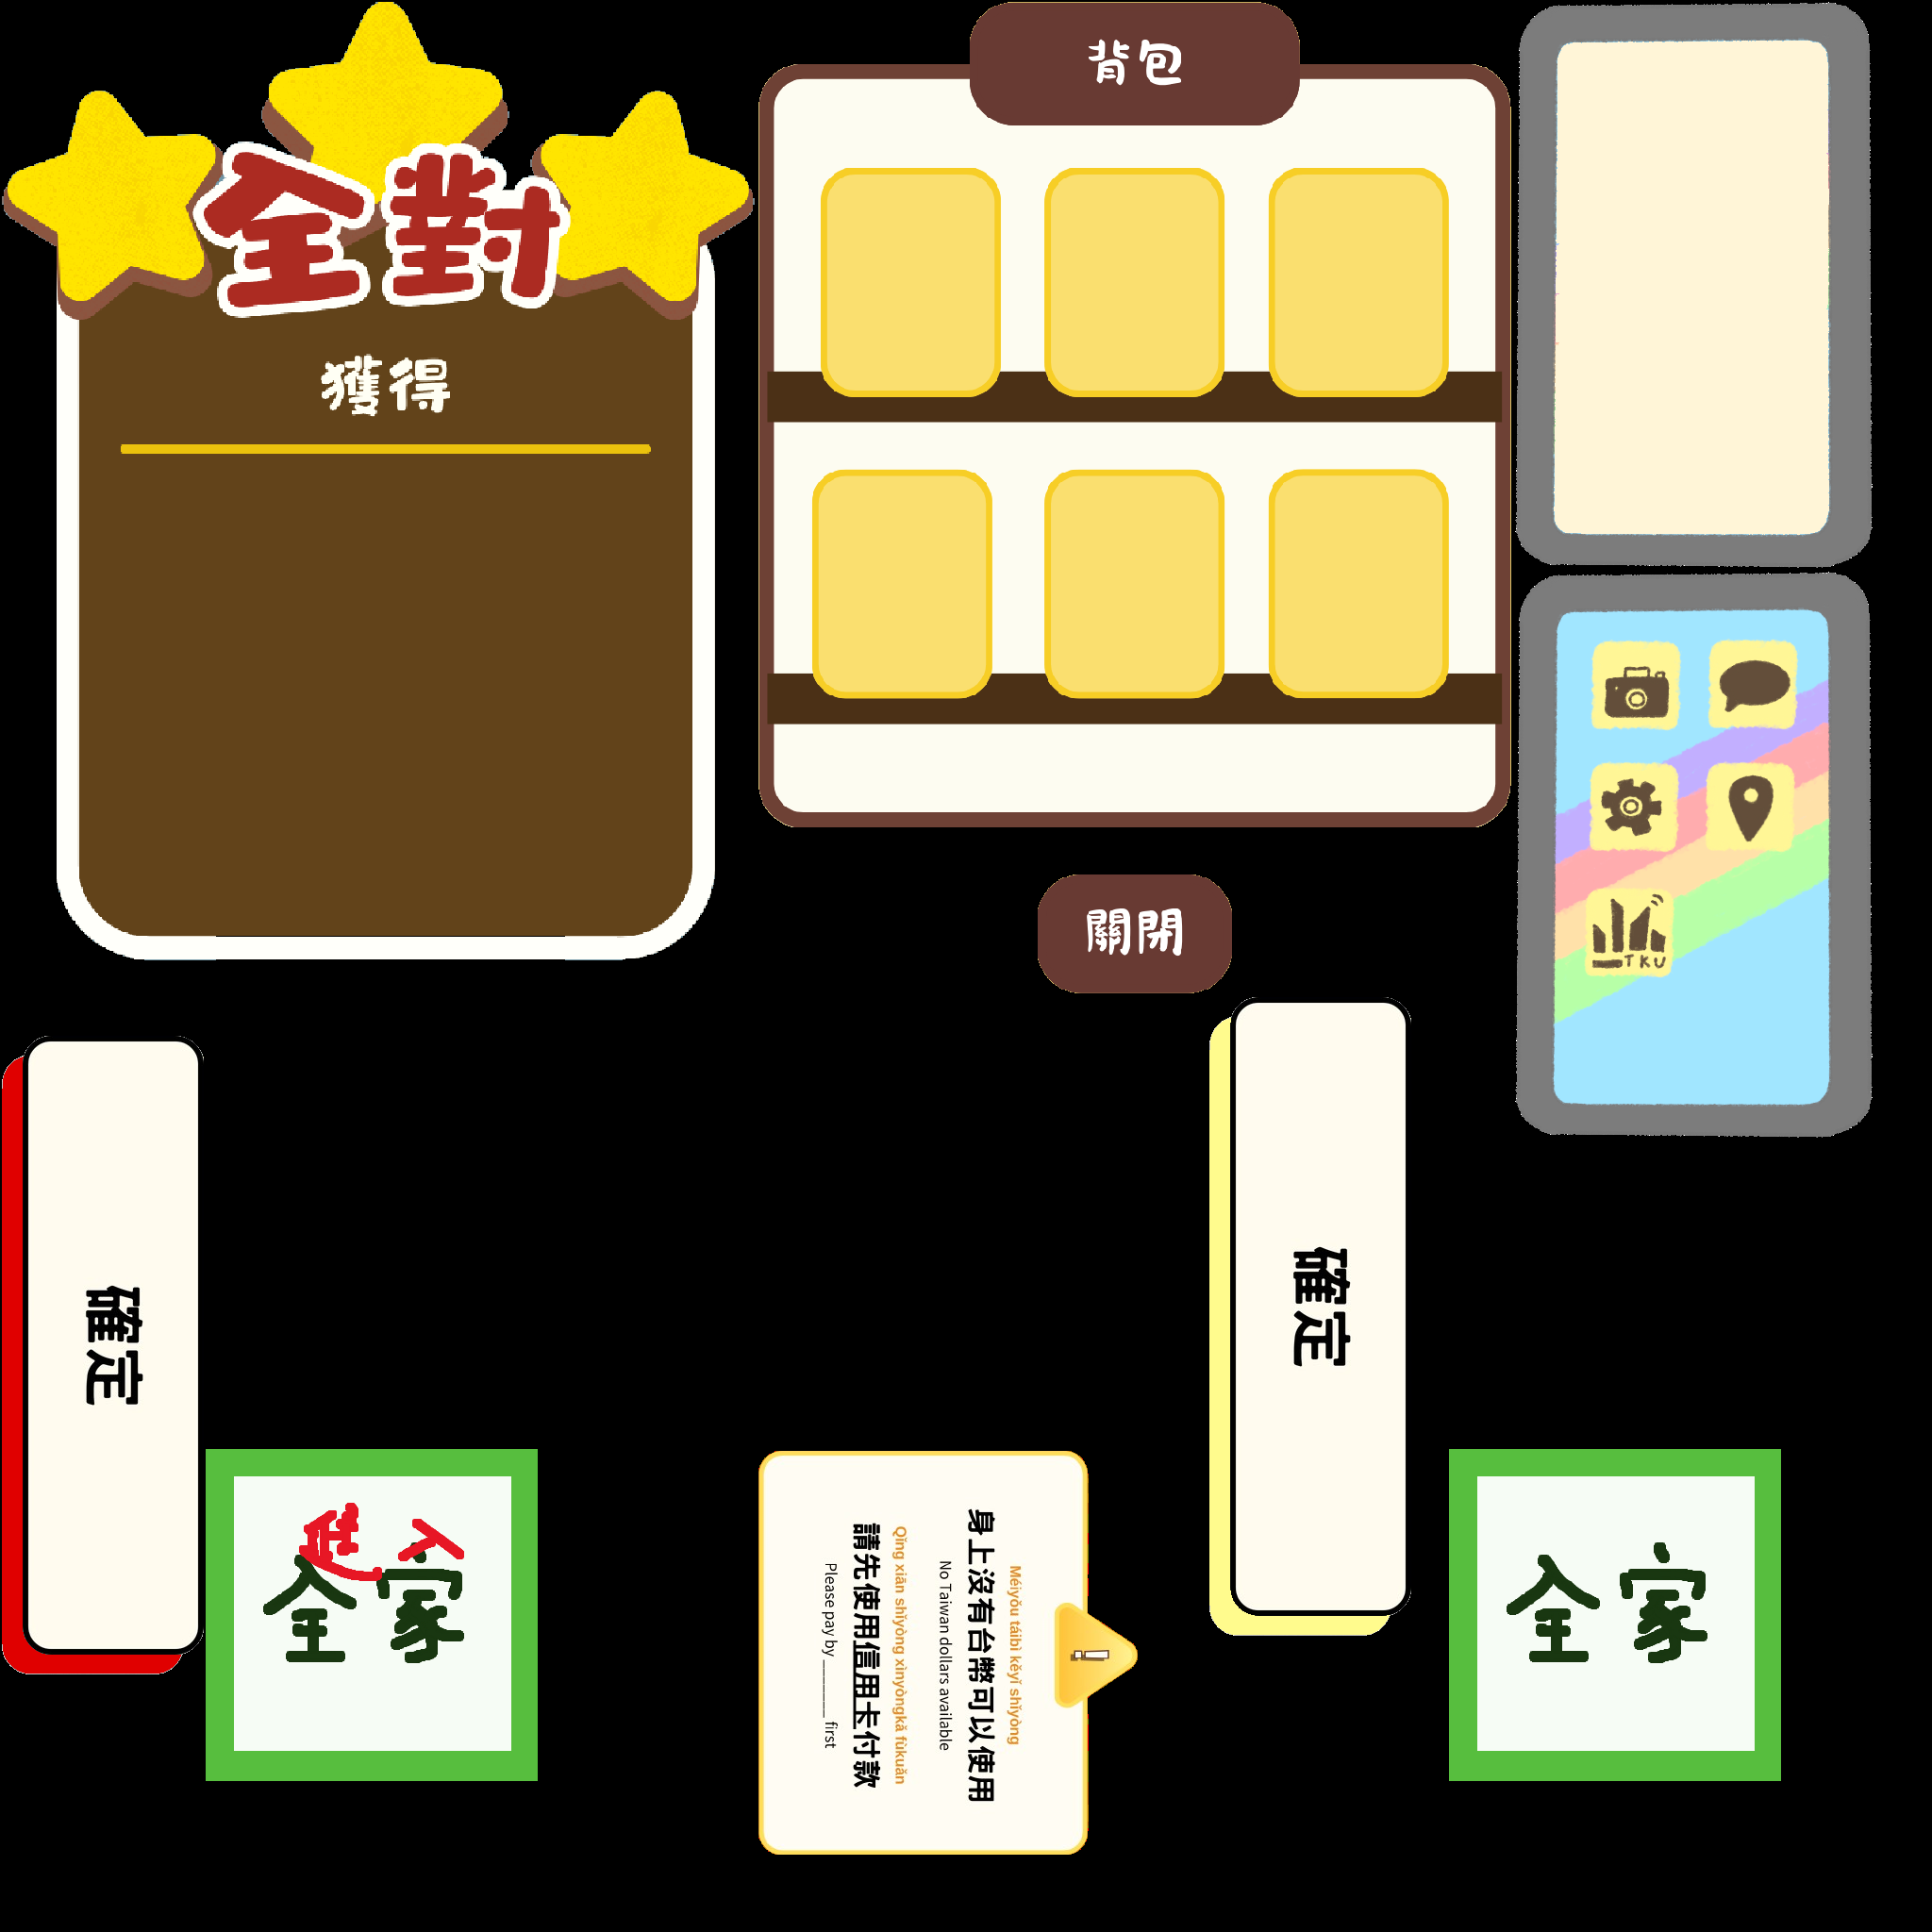 全對
獲得
背包
關閉
TKU
確定
確定
進入
全家
Méiyǒu táibì kěyǐ shǐyòng
身上沒有台幣可以使用
No Taiwan dollars available
Qǐng xiān shǐyòng xìnyòngkǎ fùkuǎn
請先使用信用卡付款
Please pay by ________ first
!
全家